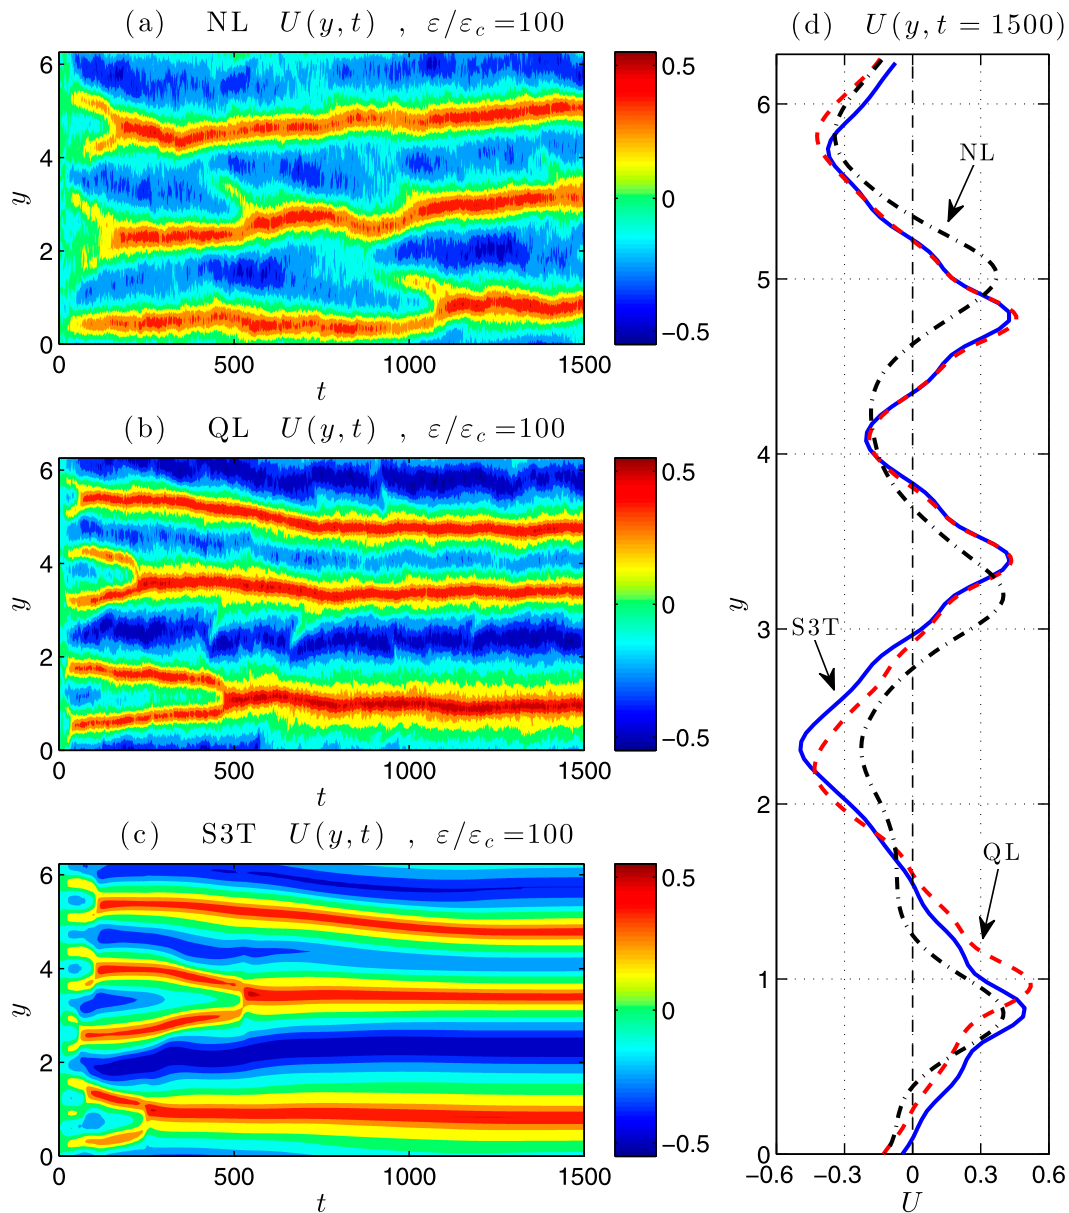 (a) NL U(y, t) , ε/ε_c=100
6
4
2
0
y
0 500 1000 1500
t
0.5
0
−0.5
(b) QL U(y, t) , ε/ε_c=100
6
4
2
0
y
0 500 1000 1500
t
0.5
0
−0.5
(c) S3T U(y, t) , ε/ε_c=100
6
4
2
0
y
0 500 1000 1500
t
0.5
0
−0.5
(d) U(y, t = 1500)
6
5
4
3
2
1
0
y
NL
S3T
QL
−0.6 −0.3 0 0.3 0.6
U